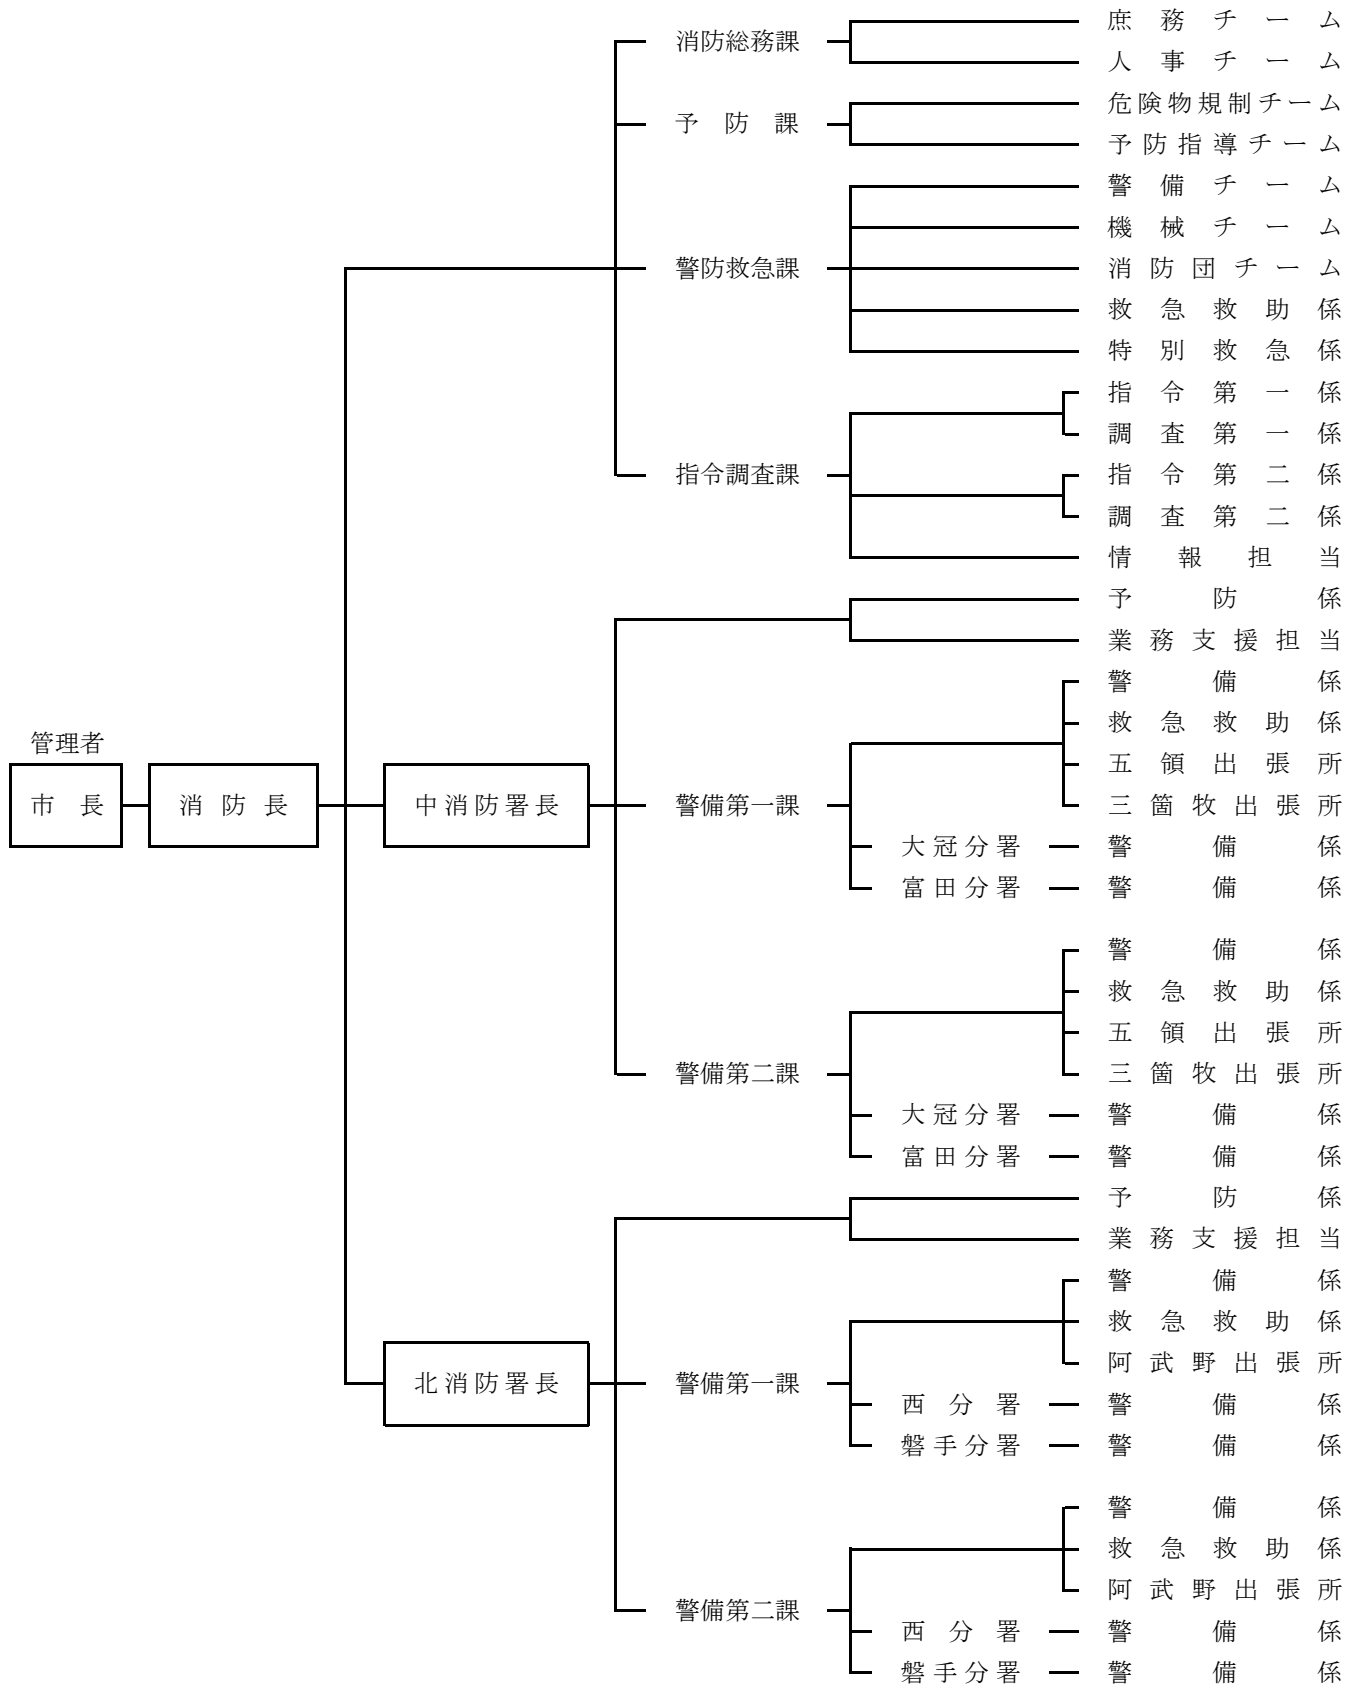 庶務チーム
消防総務課
人事チーム
危険物規制チーム
予防課
予防指導チーム
警備チーム
機械チーム
警防救急課
消防団チーム
救急救助係
特別救急係
指令第一係
調査第一係
指令調査課
指令第二係
調査第二係
情報担当
予防係
業務支援担当
警備係
救急救助係
管理者
五領出張所
市長
消防長
中消防署長
警備第一課
三箇牧出張所
大冠分署
警備係
富田分署
警備係
警備係
救急救助係
五領出張所
警備第二課
三箇牧出張所
大冠分署
警備係
富田分署
警備係
予防係
業務支援担当
警備係
救急救助係
阿武野出張所
北消防署長
警備第一課
西分署
警備係
磐手分署
警備係
警備係
救急救助係
阿武野出張所
警備第二課
西分署
警備係
磐手分署
警備係